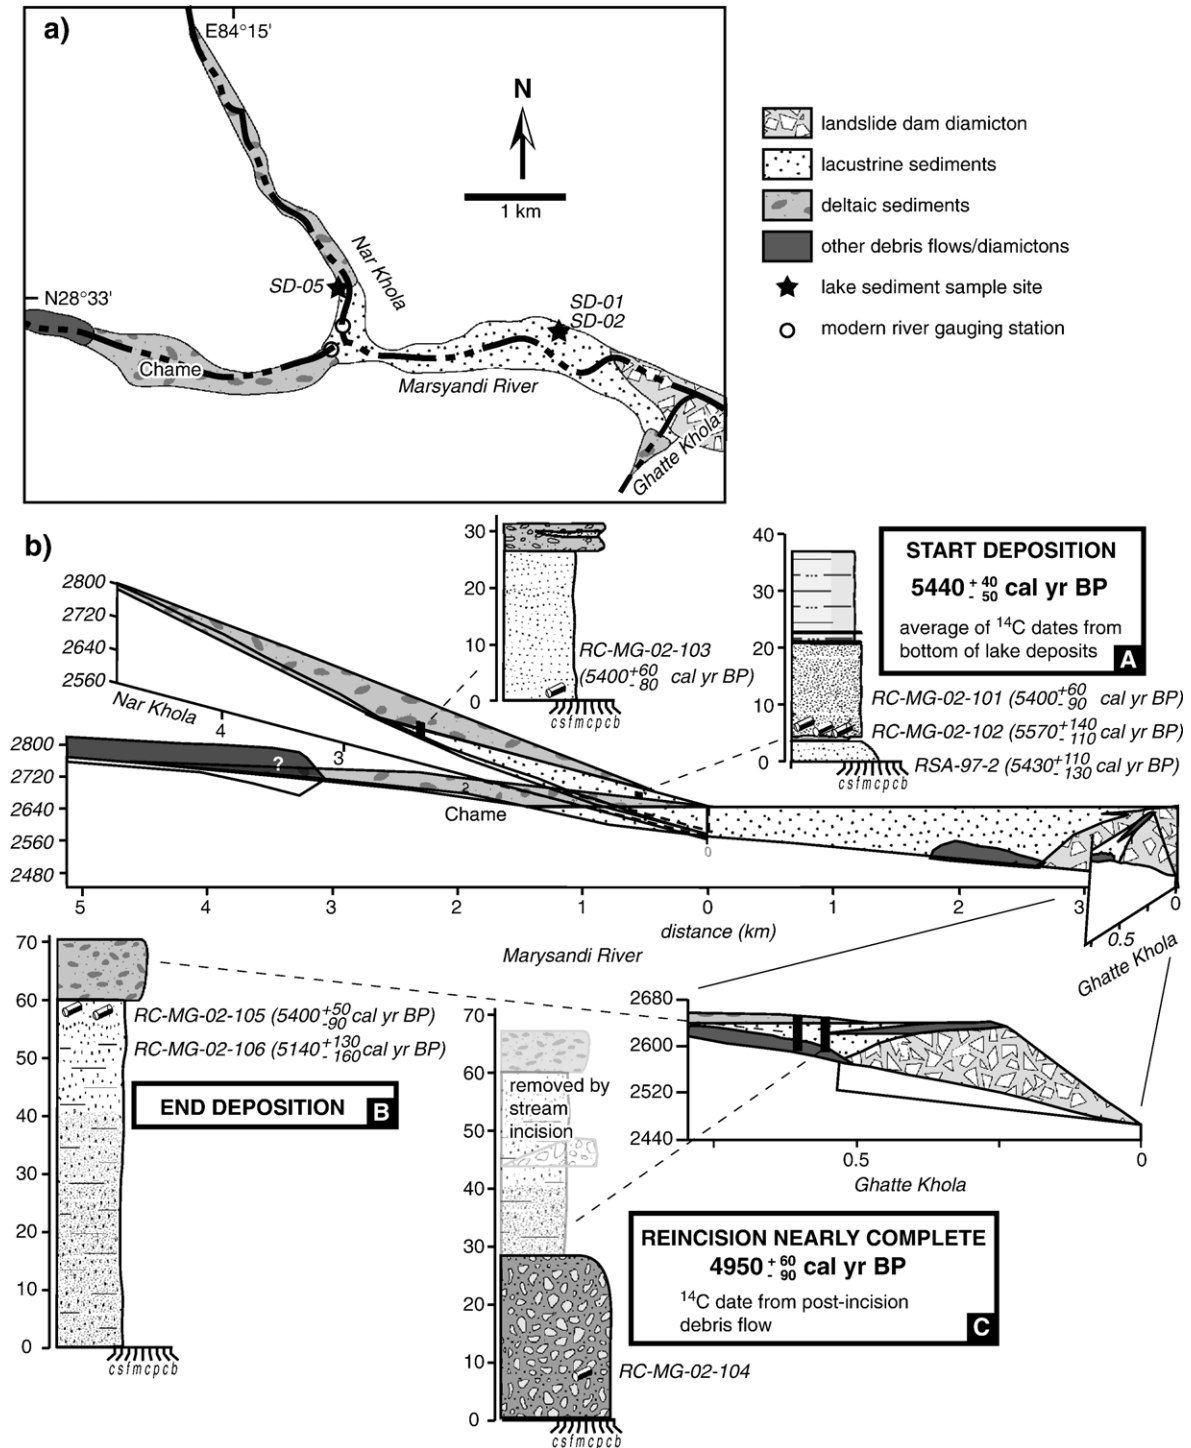 a)
E84°15'
N
1 km
Nar Khola
SD-05
SD-01
SD-02
N28°33'
Chame
Marsyandi River
Ghatte Khola
landslide dam diamicton
lacustrine sediments
deltaic sediments
other debris flows/diamictons
lake sediment sample site
modern river gauging station
b)
2800
2720
2640
2560
Nar Khola
4
3
2
0
2800
2720
2640
2560
2480
?
Chame
5
4
3
2
1
0
1
2
3
0
0.5
distance (km)
Marysandi River
Ghatte Khola
30
20
10
0
RC-MG-02-103
(5400+60 -80 cal yr BP)
csfmcpcb
40
30
20
10
0
csfmcpcb
START DEPOSITION
5440 + 40 - 50 cal yr BP
average of 14C dates from
bottom of lake deposits
A
RC-MG-02-101 (5400+60 -90 cal yr BP)
RC-MG-02-102 (5570+140 -110 cal yr BP)
RSA-97-2 (5430+110 -130 cal yr BP)
70
60
50
40
30
20
10
0
csfmcpcb
RC-MG-02-105 (5400+50 -90 cal yr BP)
RC-MG-02-106 (5140+130 -160 cal yr BP)
END DEPOSITION
B
70
60
50
40
30
20
10
0
removed by
stream
incision
RC-MG-02-104
csfmcpcb
2680
2600
2520
2440
0.5
0
Ghatte Khola
REINCISION NEARLY COMPLETE
4950 + 60 - 90 cal yr BP
14C date from post-incision
debris flow
C